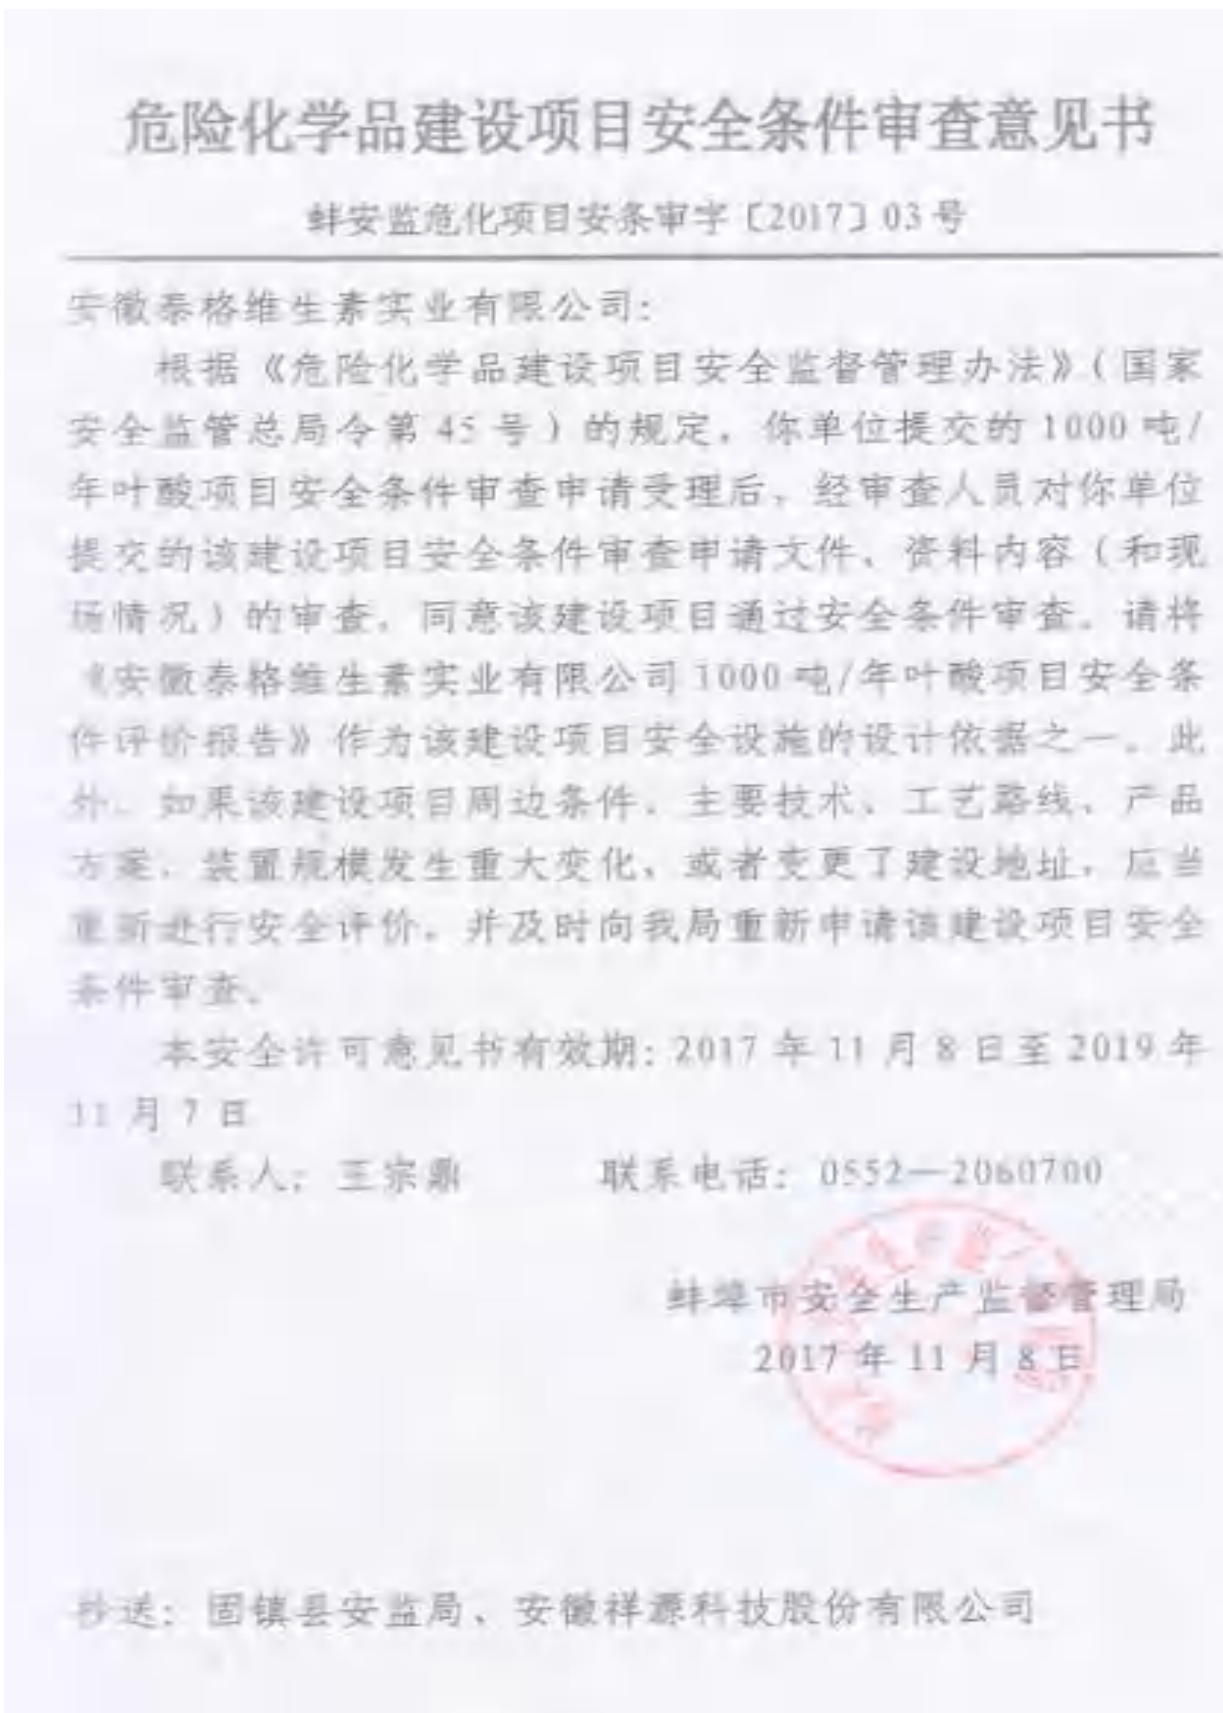 危险化学品建设项目安全条件审查意见书
蚌安监危化项目安条审字〔2017〕03号
安徽泰格维生素实业有限公司：
根据《危险化学品建设项目安全监督管理办法》（国家
安全监管总局令第45号）的规定，你单位提交的1000吨/
年叶酸项目安全条件审查申请受理后，经审查人员对你单位
提交的该建设项目安全条件审查申请文件、资料内容（和现
场情况）的审查，同意该建设项目通过安全条件审查。请将
《安徽泰格维生素实业有限公司1000吨/年叶酸项目安全条
件评价报告》作为该建设项目安全设施的设计依据之一。此
外，如果该建设项目周边条件、主要技术、工艺路线、产品
方案、装置规模发生重大变化，或者变更了建设地址，应当
重新进行安全评价，并及时向我局重新申请该建设项目安全
条件审查。
本安全许可意见书有效期：2017年11月8日至2019年
11月7日
联系人：王宗鼎　　联系电话：0552—2060700
蚌埠市安全生产监督管理局
2017年11月8日
抄送：固镇县安监局、安徽祥源科技股份有限公司